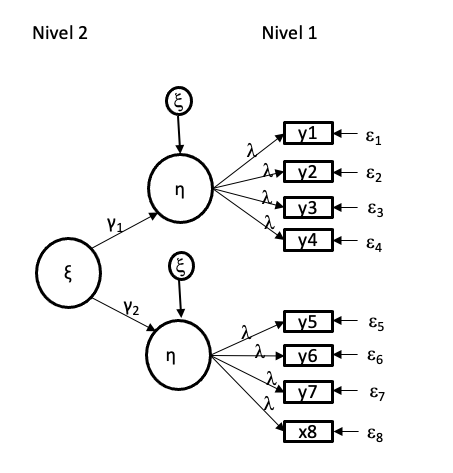 Nivel 2
Nivel 1
ξ
y1
ε1
λ
λ
y2
ε2
η
λ
y3
ε3
γ1
λ
y4
ε4
ξ
ξ
γ2
y5
ε5
λ
η
λ
y6
ε6
λ
y7
ε7
λ
x8
ε8